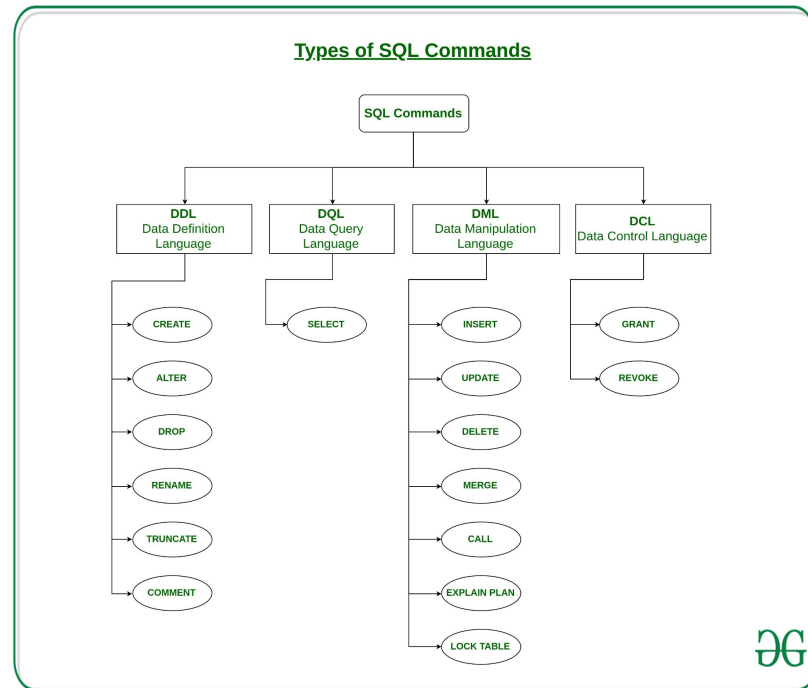 Types of SQL Commands
SQL Commands
DDL
Data Definition
Language
DQL
Data Query
Language
DML
Data Manipulation
Language
DCL
Data Control Language
CREATE
ALTER
DROP
RENAME
TRUNCATE
COMMENT
SELECT
INSERT
UPDATE
DELETE
MERGE
CALL
EXPLAIN PLAN
LOCK TABLE
GRANT
REVOKE